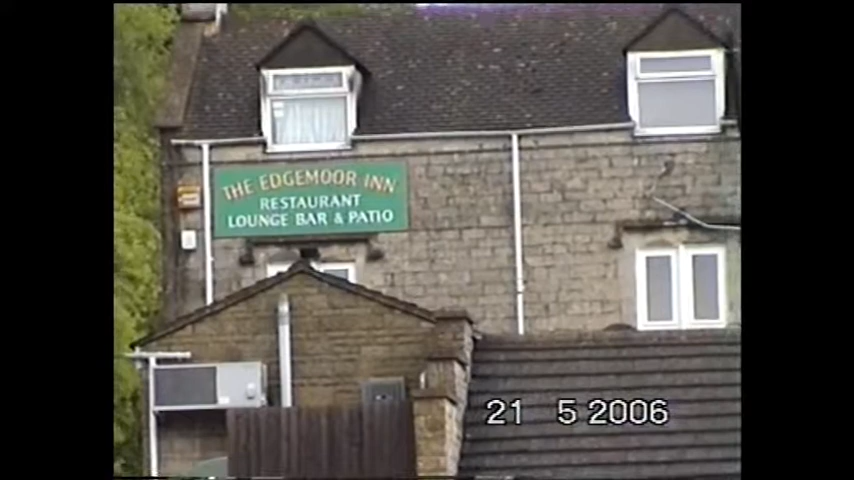 THE EDGEMOOR INN
RESTAURANT
LOUNGE BAR & PATIO
21 5 2006